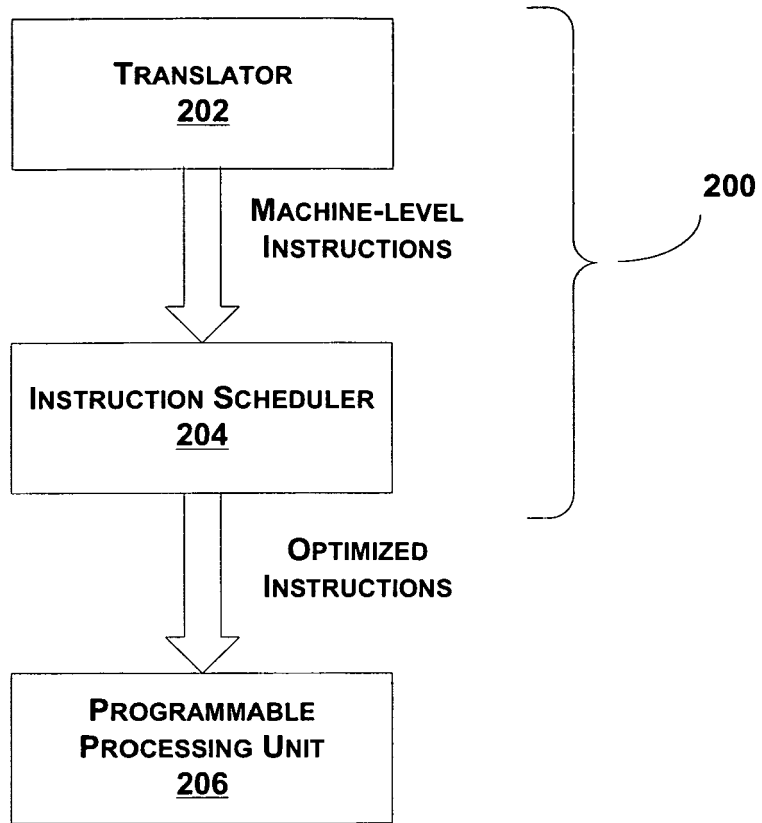 TRANSLATOR
202
200
MACHINE-LEVEL
INSTRUCTIONS
INSTRUCTION SCHEDULER
204
OPTIMIZED
INSTRUCTIONS
PROGRAMMABLE
PROCESSING UNIT
206